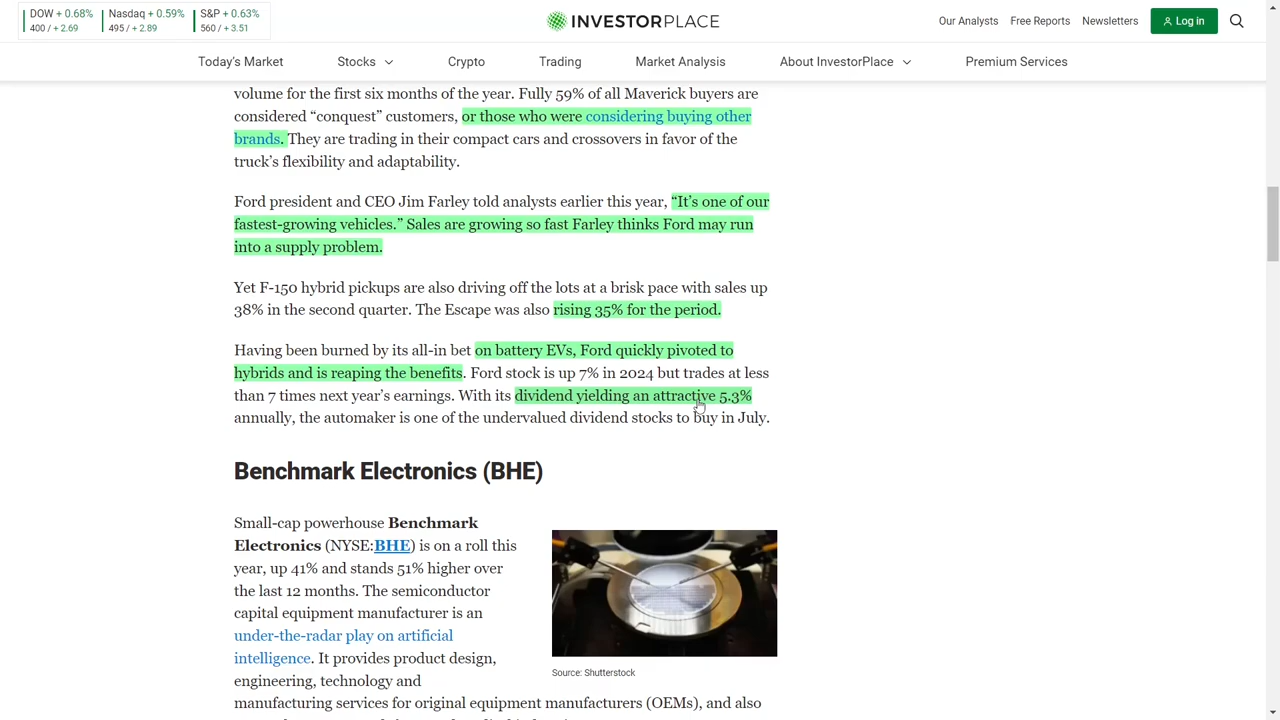 DOW + 0.68%
400 / + 2.69
Nasdaq + 0.59%
495 / + 2.89
S&P + 0.63%
560 / + 3.51
INVESTORPLACE
Our Analysts
Free Reports
Newsletters
Log in
Today's Market
Stocks
Crypto
Trading
Market Analysis
About InvestorPlace
Premium Services
volume for the first six months of the year. Fully 59% of all Maverick buyers are
considered “conquest” customers, or those who were considering buying other
brands. They are trading in their compact cars and crossovers in favor of the
truck’s flexibility and adaptability.
Ford president and CEO Jim Farley told analysts earlier this year, “It’s one of our
fastest-growing vehicles.” Sales are growing so fast Farley thinks Ford may run
into a supply problem.
Yet F-150 hybrid pickups are also driving off the lots at a brisk pace with sales up
38% in the second quarter. The Escape was also rising 35% for the period.
Having been burned by its all-in bet on battery EVs, Ford quickly pivoted to
hybrids and is reaping the benefits. Ford stock is up 7% in 2024 but trades at less
than 7 times next year’s earnings. With its dividend yielding an attractive 5.3%
annually, the automaker is one of the undervalued dividend stocks to buy in July.
Benchmark Electronics (BHE)
Small-cap powerhouse Benchmark
Electronics (NYSE:BHE) is on a roll this
year, up 41% and stands 51% higher over
the last 12 months. The semiconductor
capital equipment manufacturer is an
under-the-radar play on artificial
intelligence. It provides product design,
engineering, technology and
Source: Shutterstock
manufacturing services for original equipment manufacturers (OEMs), and also